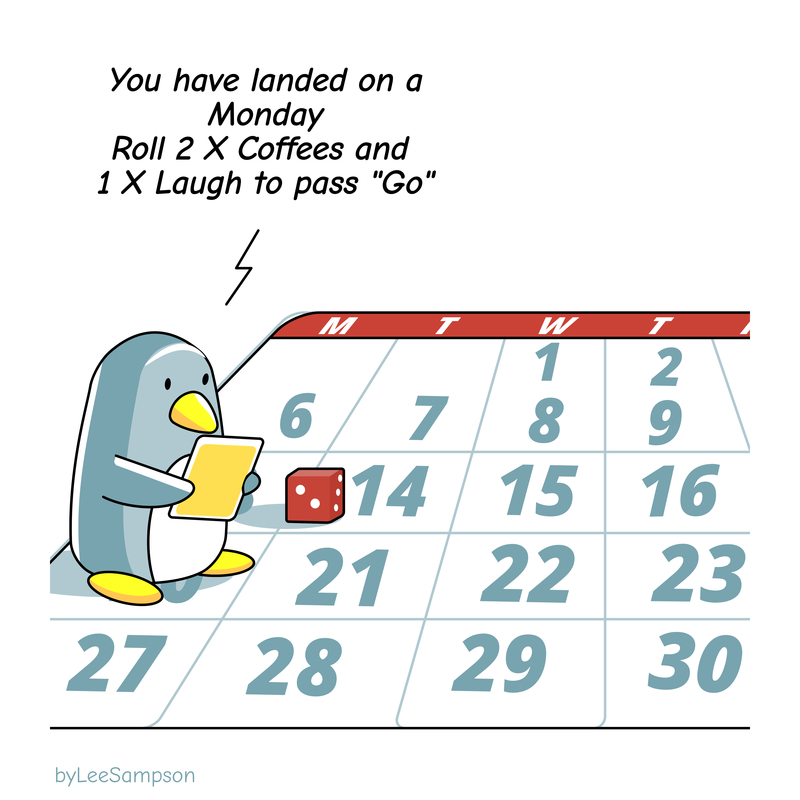 You have landed on a
Monday
Roll 2 X Coffees and
1 X Laugh to pass "Go"
M T W T
1 2
6 7 8 9
14 15 16
21 22 23
27 28 29 30
byLeeSampson